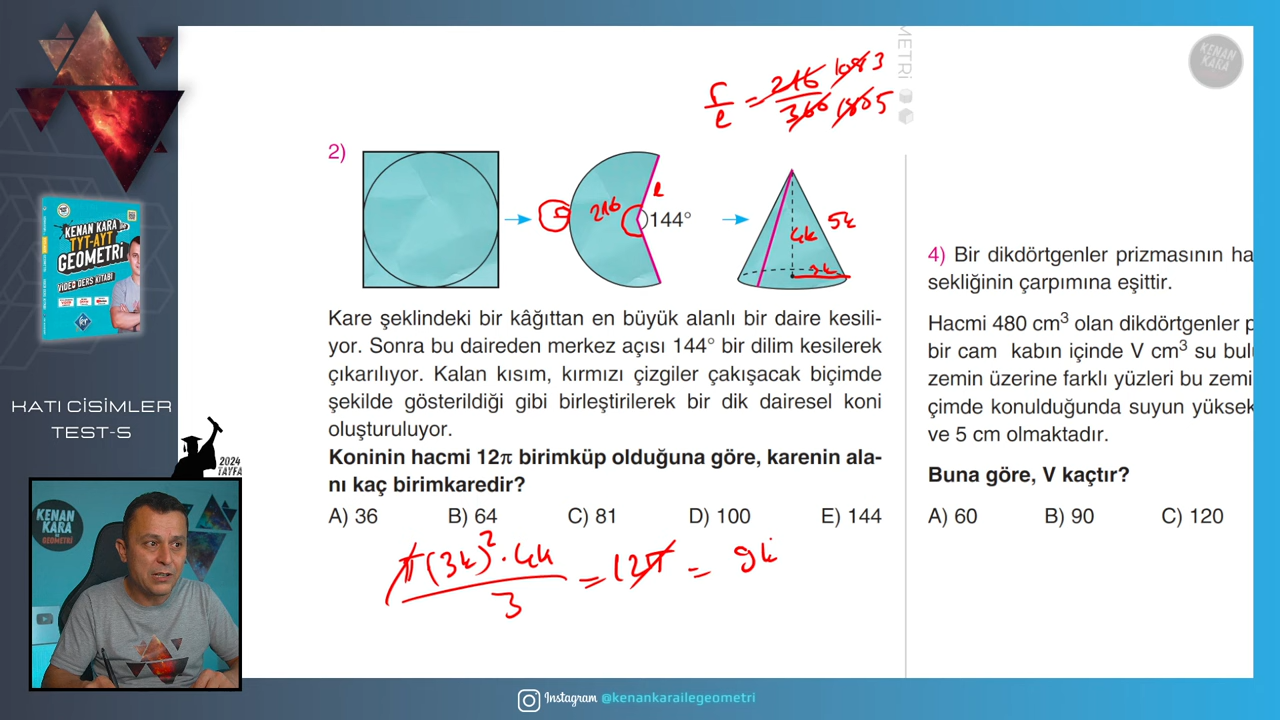 KENAN KARA
TYT-AYT
GEOMETRİ
VİDEO DERS KİTABI
KATI CİSİMLER
TEST-5
2024
TAYFA
KENAN
KARA
İLE
GEOMETRİ
METRİ
KENAN
KARA
r/l = 216/360 108/180 3/5
2)
216
l
144°
4k
5k
3k
Kare şeklindeki bir kâğıttan en büyük alanlı bir daire kesili-
yor. Sonra bu daireden merkez açısı 144° bir dilim kesilerek
çıkarılıyor. Kalan kısım, kırmızı çizgiler çakışacak biçimde
şekilde gösterildiği gibi birleştirilerek bir dik dairesel koni
oluşturuluyor.
Koninin hacmi 12π birimküp olduğuna göre, karenin ala-
nı kaç birimkaredir?
A) 36 B) 64 C) 81 D) 100 E) 144
π(3k)²·4k/3 = 12π = 9k
4) Bir dikdörtgenler prizmasının ha
sekliğinin çarpımına eşittir.
Hacmi 480 cm³ olan dikdörtgenler p
bir cam kabın içinde V cm³ su bulu
zemin üzerine farklı yüzleri bu zemi
çimde konulduğunda suyun yüksek
ve 5 cm olmaktadır.
Buna göre, V kaçtır?
A) 60 B) 90 C) 120
Instagram @kenankarailegeometri